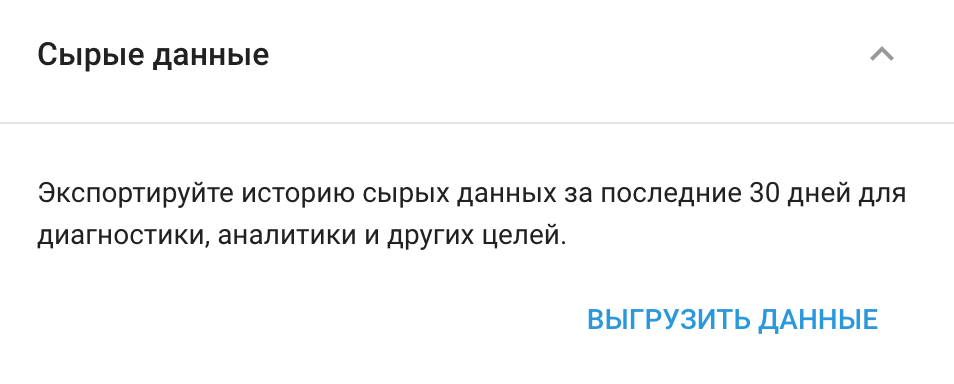 Сырые данные
Экспортируйте историю сырых данных за последние 30 дней для
диагностики, аналитики и других целей.
ВЫГРУЗИТЬ ДАННЫЕ